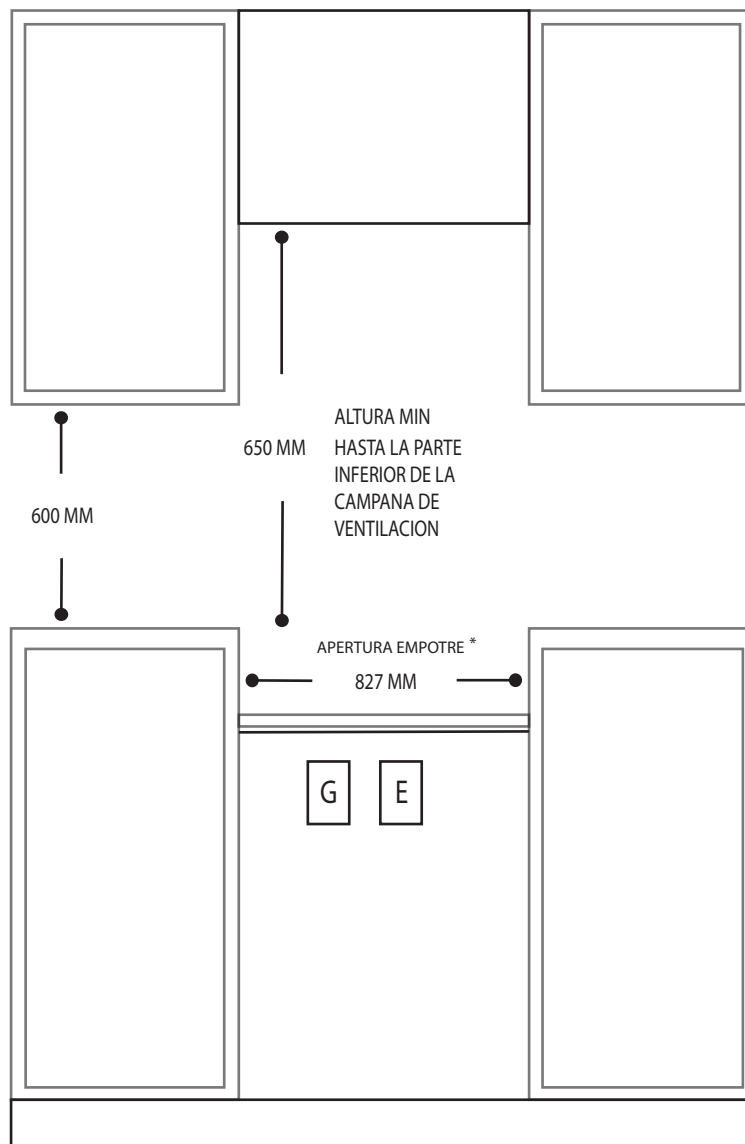 650 MM
ALTURA MIN
HASTA LA PARTE
INFERIOR DE LA
CAMPANA DE
VENTILACION
600 MM
APERTURA EMPOTRE *
827 MM
G
E